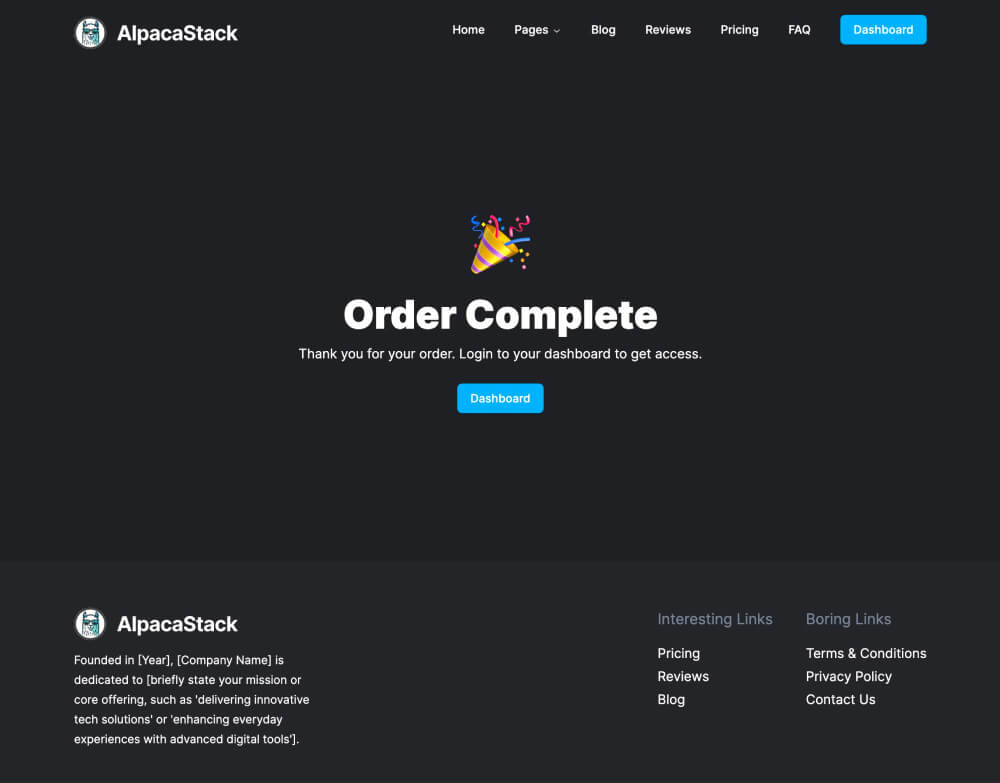 AlpacaStack
Home Pages Blog Reviews Pricing FAQ Dashboard
Order Complete
Thank you for your order. Login to your dashboard to get access.
Dashboard
AlpacaStack
Founded in [Year], [Company Name] is
dedicated to [briefly state your mission or
core offering, such as 'delivering innovative
tech solutions' or 'enhancing everyday
experiences with advanced digital tools'].
Interesting Links
Pricing
Reviews
Blog
Boring Links
Terms & Conditions
Privacy Policy
Contact Us